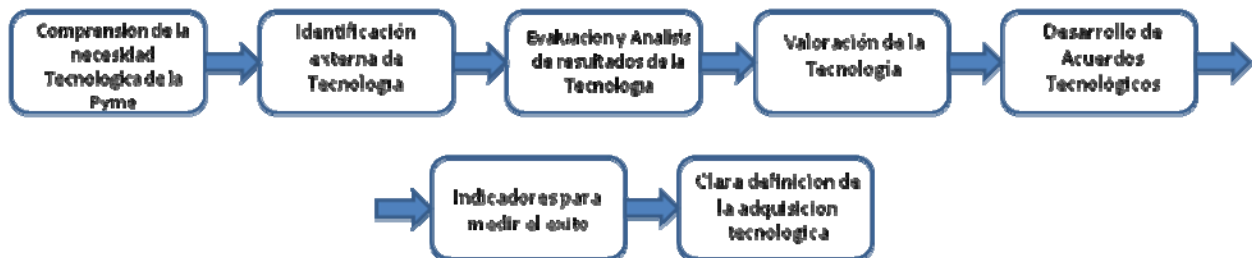 Comprension de la
necesidad
Tecnologica de la
Pyme
Identificación
externa de
Tecnologia
Evaluacion y Analisis
de resultados de la
Tecnologia
Valoración de la
Tecnologia
Desarrollo de
Acuerdos
Tecnológicos
Indicadores para
medir el exito
Clara definicion de
la adquisicion
tecnologica